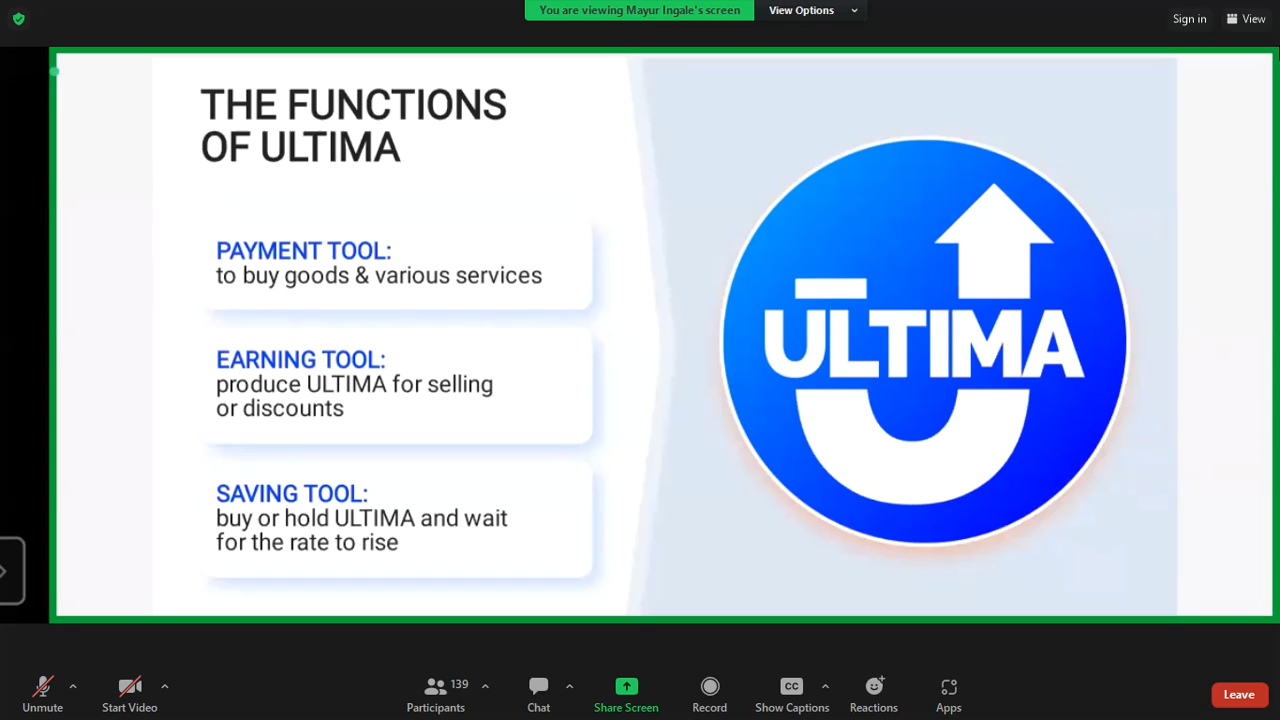 You are viewing Mayur Ingale's screen
View Options
Sign in
View
THE FUNCTIONS
OF ULTIMA
PAYMENT TOOL:
to buy goods & various services
EARNING TOOL:
produce ULTIMA for selling
or discounts
SAVING TOOL:
buy or hold ULTIMA and wait
for the rate to rise
ULTIMA
Unmute
Start Video
139
Participants
Chat
Share Screen
Record
CC
Show Captions
Reactions
Apps
Leave